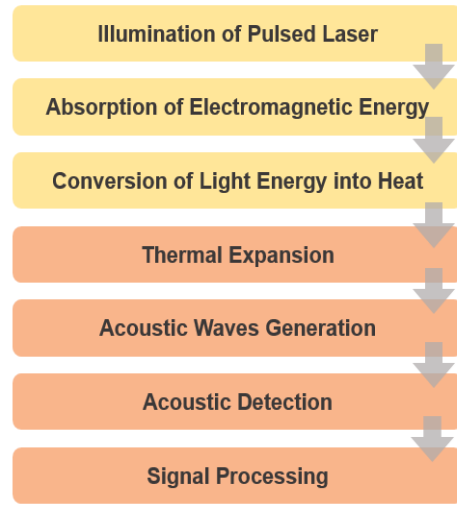 Illumination of Pulsed Laser
Absorption of Electromagnetic Energy
Conversion of Light Energy into Heat
Thermal Expansion
Acoustic Waves Generation
Acoustic Detection
Signal Processing